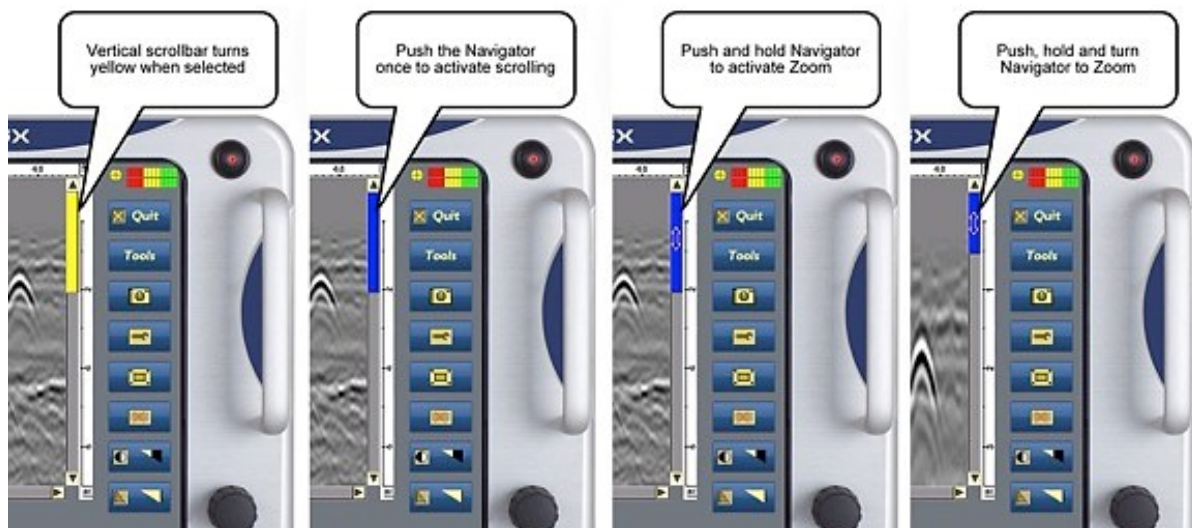 Vertical scrollbar turns
yellow when selected
Push the Navigator
once to activate scrolling
Push and hold Navigator
to activate Zoom
Push, hold and turn
Navigator to Zoom
Quit
Tools
Quit
Tools
Quit
Tools
Quit
Tools